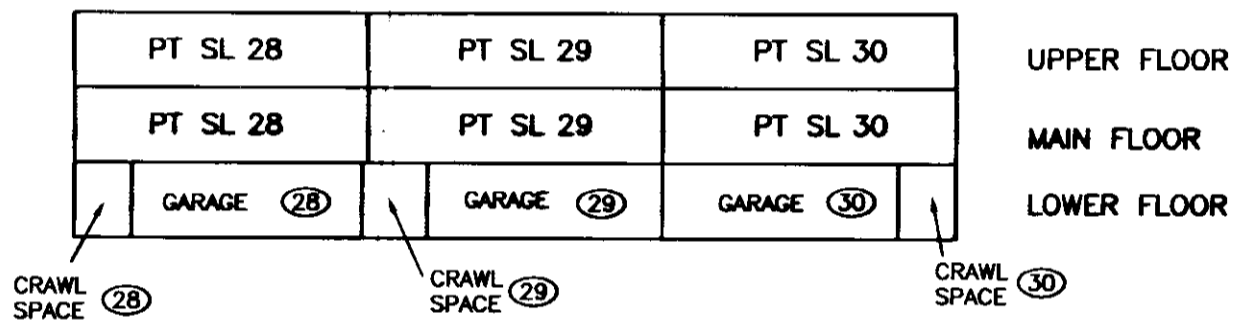 PT SL 28 PT SL 29 PT SL 30 UPPER FLOOR
PT SL 28 PT SL 29 PT SL 30 MAIN FLOOR
GARAGE 28 GARAGE 29 GARAGE 30 LOWER FLOOR
CRAWL SPACE 28
CRAWL SPACE 29
CRAWL SPACE 30